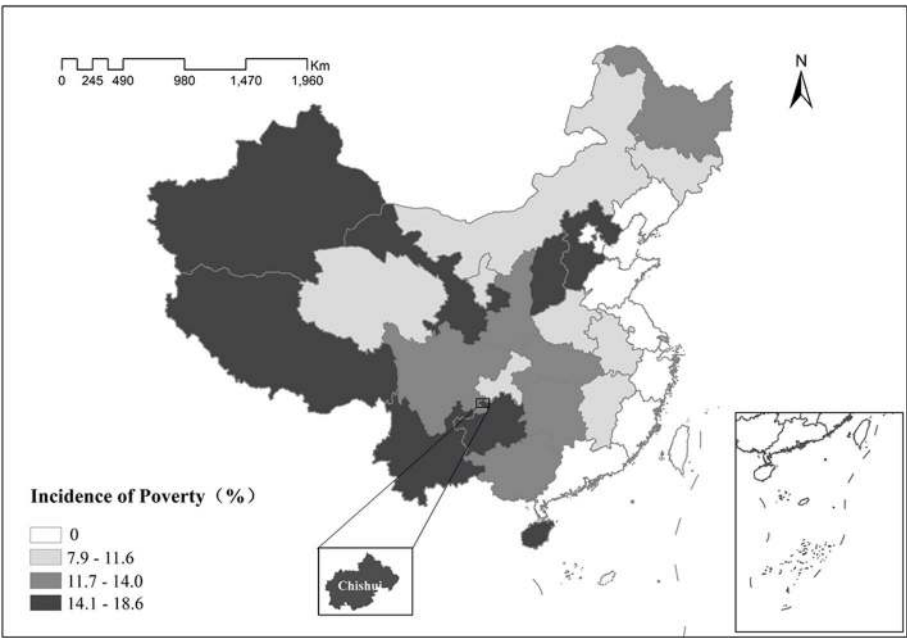 Km
0 245 490 980 1,470 1,960
N
Incidence of Poverty（%）
0
7.9 - 11.6
11.7 - 14.0
14.1 - 18.6
Chishui